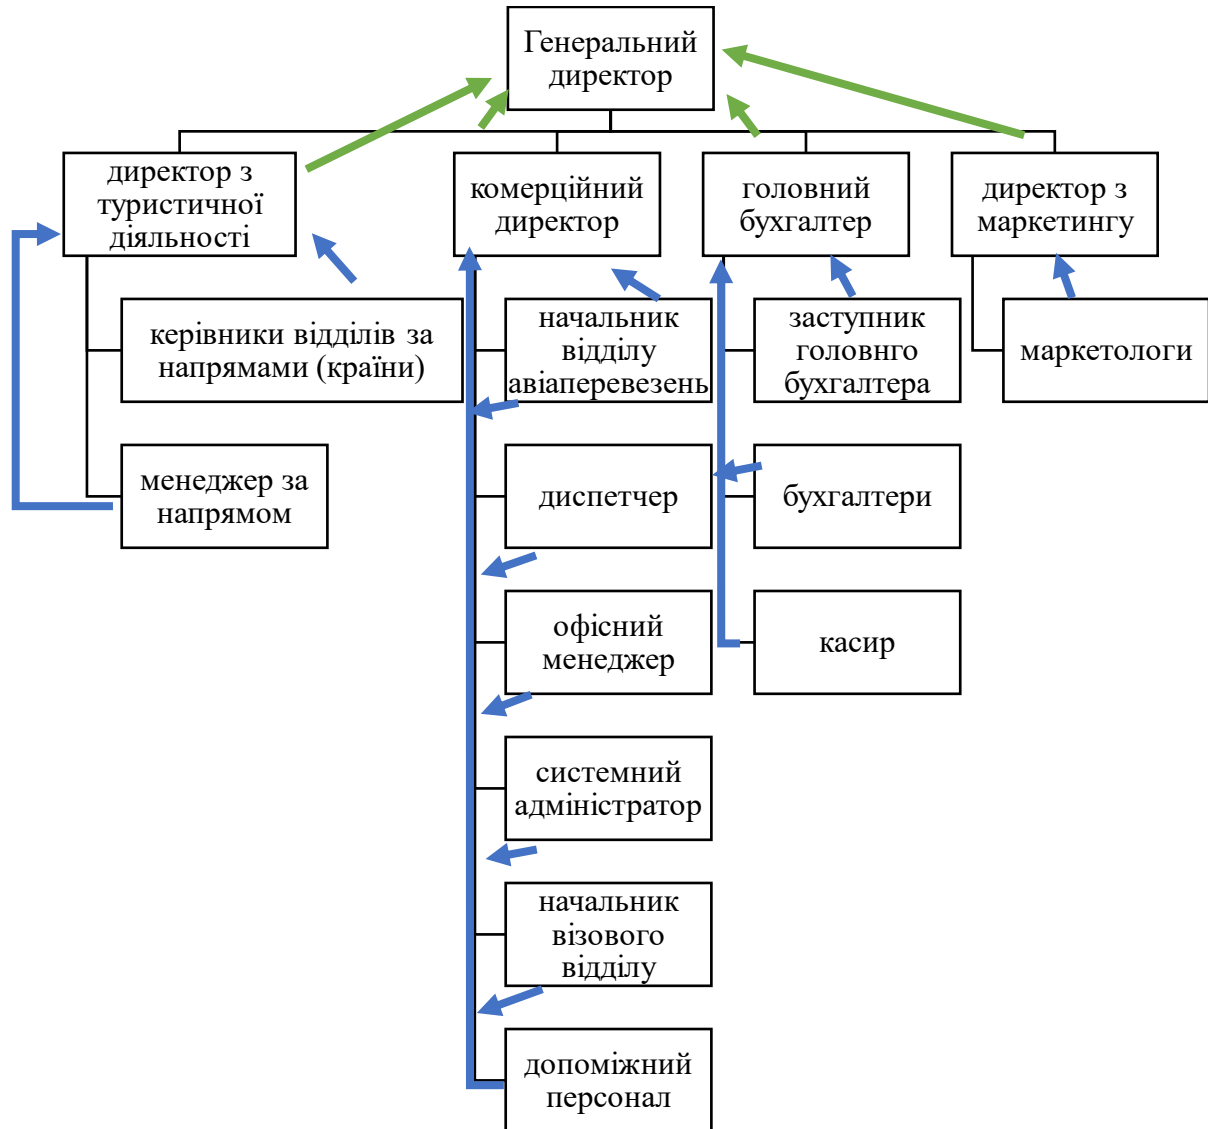 Генеральний
директор
директор з
туристичної
діяльності
комерційний
директор
головний
бухгалтер
директор з
маркетингу
керівники відділів за
напрямами (країни)
менеджер за
напрямом
начальник
відділу
авіаперевезень
диспетчер
офісний
менеджер
системний
адміністратор
начальник
візового
відділу
допоміжний
персонал
заступник
головнго
бухгалтера
бухгалтери
касир
маркетологи